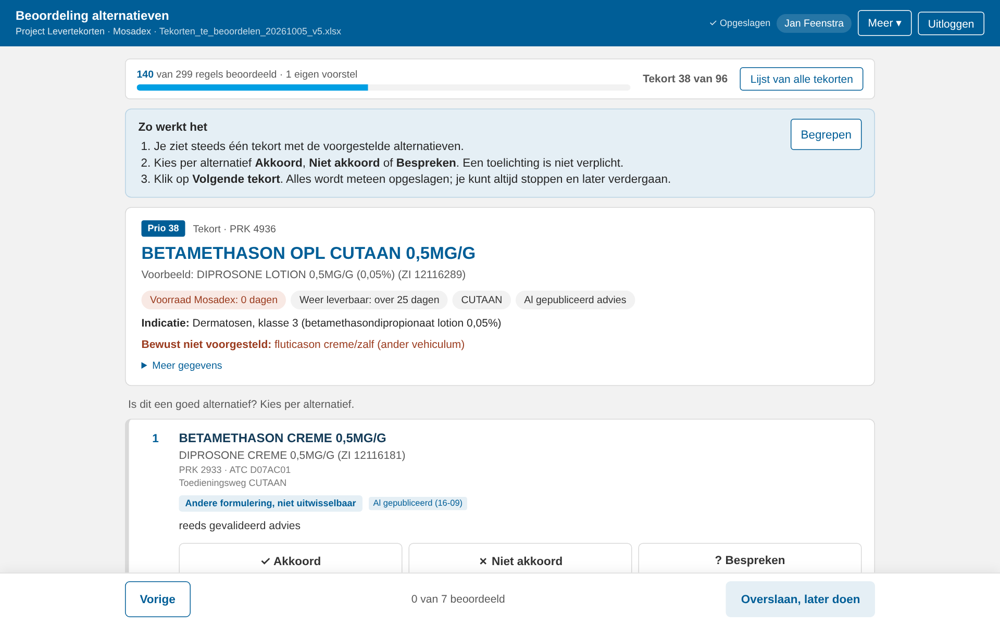 Beoordeling alternatieven
Project Levertekorten · Mosadex · Tekorten_te_beoordelen_20261005_v5.xlsx
✓ Opgeslagen
Jan Feenstra
Meer ▾
Uitloggen
140 van 299 regels beoordeeld · 1 eigen voorstel
Tekort 38 van 96
Lijst van alle tekorten
Zo werkt het
1. Je ziet steeds één tekort met de voorgestelde alternatieven.
2. Kies per alternatief Akkoord, Niet akkoord of Bespreken. Een toelichting is niet verplicht.
3. Klik op Volgende tekort. Alles wordt meteen opgeslagen; je kunt altijd stoppen en later verdergaan.
Begrepen
Prio 38 Tekort · PRK 4936
BETAMETHASON OPL CUTAAN 0,5MG/G
Voorbeeld: DIPROSONE LOTION 0,5MG/G (0,05%) (ZI 12116289)
Voorraad Mosadex: 0 dagen
Weer leverbaar: over 25 dagen
CUTAAN
Al gepubliceerd advies
Indicatie: Dermatosen, klasse 3 (betamethasondipropionaat lotion 0,05%)
Bewust niet voorgesteld: fluticason creme/zalf (ander vehiculum)
▶ Meer gegevens
Is dit een goed alternatief? Kies per alternatief.
1 BETAMETHASON CREME 0,5MG/G
DIPROSONE CREME 0,5MG/G (ZI 12116181)
PRK 2933 · ATC D07AC01
Toedieningsweg CUTAAN
Andere formulering, niet uitwisselbaar
Al gepubliceerd (16-09)
reeds gevalideerd advies
✓ Akkoord
✕ Niet akkoord
? Bespreken
Vorige
0 van 7 beoordeeld
Overslaan, later doen